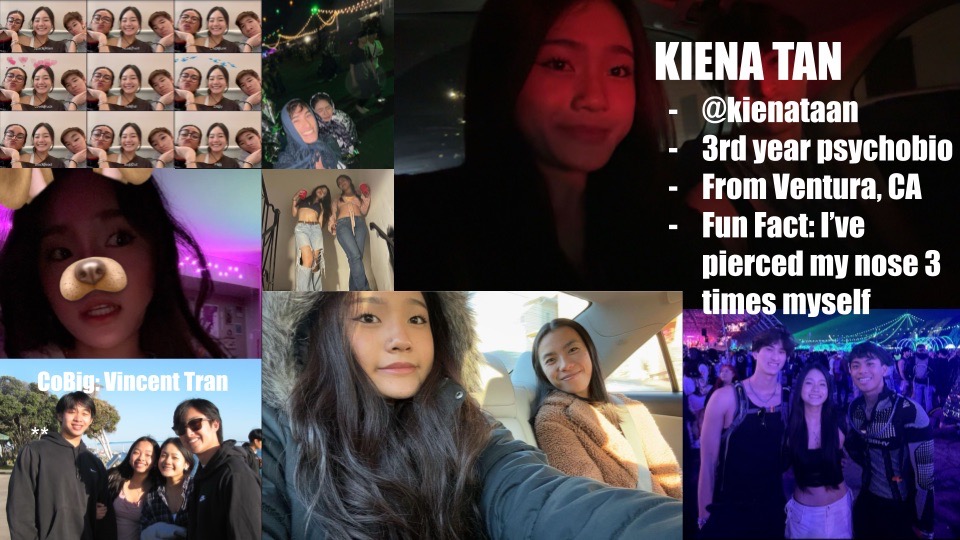 KIENA TAN
- @kienataan
- 3rd year psychobio
- From Ventura, CA
- Fun Fact: I’ve
pierced my nose 3
times myself
CoBig: Vincent Tran
**